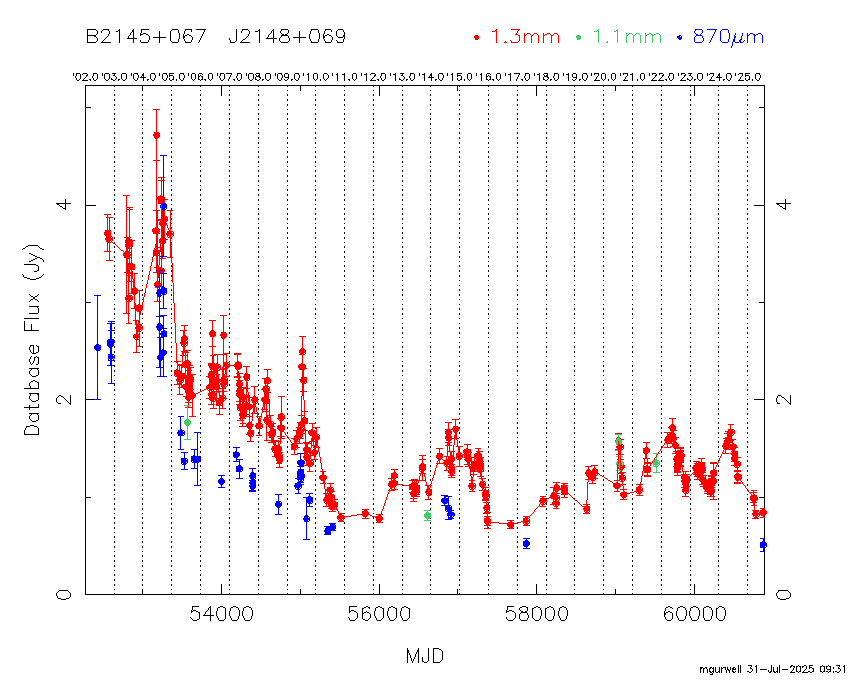 B2145+067 J2148+069 1.3mm 1.1mm 870μm
'02.0 '03.0 '04.0 '05.0 '06.0 '07.0 '08.0 '09.0 '10.0 '11.0 '12.0 '13.0 '14.0 '15.0 '16.0 '17.0 '18.0 '19.0 '20.0 '21.0 '22.0 '23.0 '24.0 '25.0
4 4
Database Flux (Jy)
2 2
0 0
54000 56000 58000 60000
MJD
mgurwell 31-Jul-2025 09:31